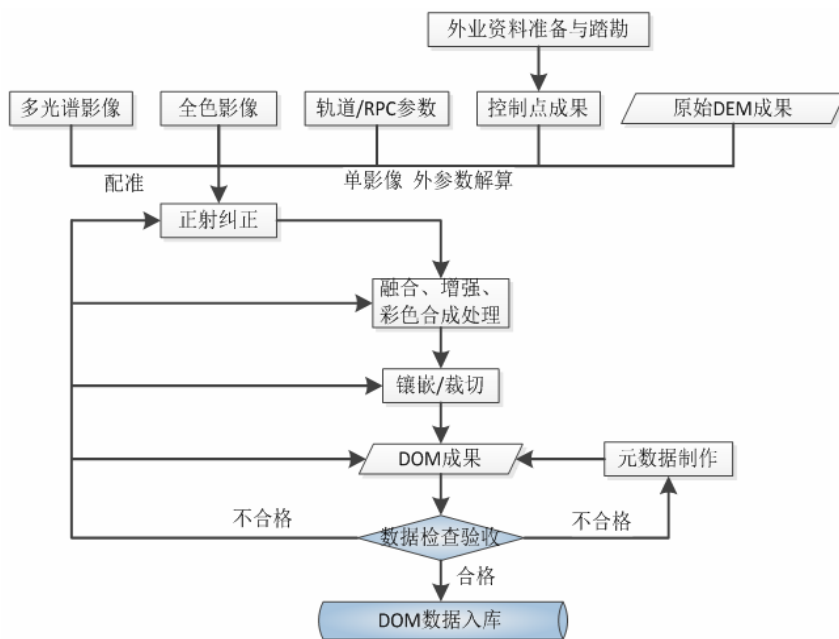 外业资料准备与踏勘
多光谱影像
全色影像
轨道/RPC参数
控制点成果
原始DEM成果
配准
单影像 外参数解算
正射纠正
融合、增强、
彩色合成处理
镶嵌/裁切
DOM成果
元数据制作
不合格
数据检查验收
不合格
合格
DOM数据入库